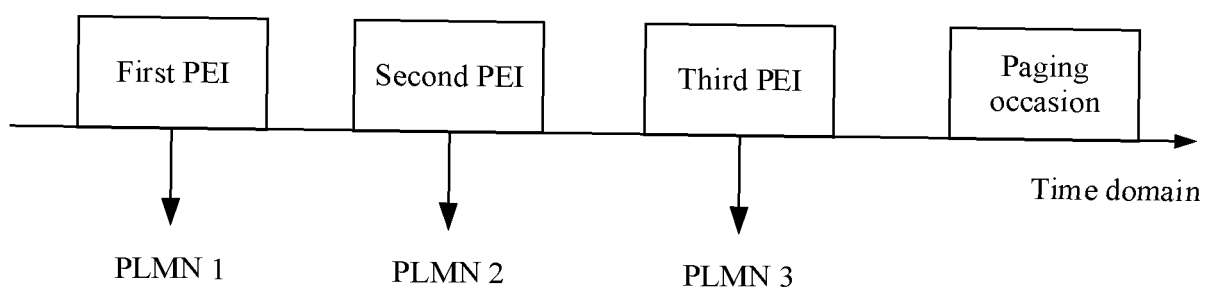 First PEI
Second PEI
Third PEI
Paging
occasion
Time domain
PLMN 1
PLMN 2
PLMN 3